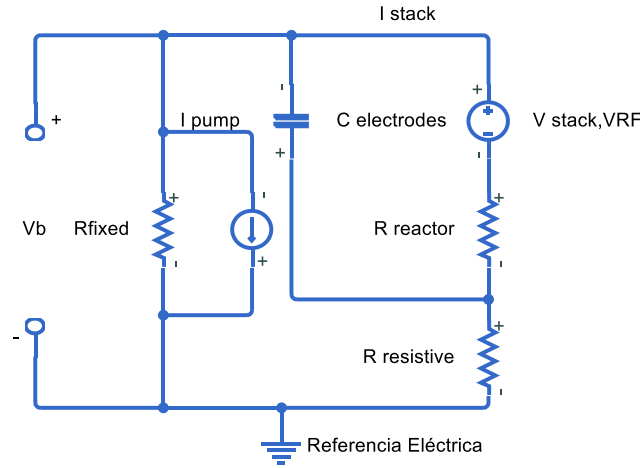 I stack
-
+
+
I pump
C electrodes
V stack,VRF
+
-
+
-
+
Vb
Rfixed
R reactor
-
+
-
-
-
+
+
R resistive
-
Referencia Eléctrica